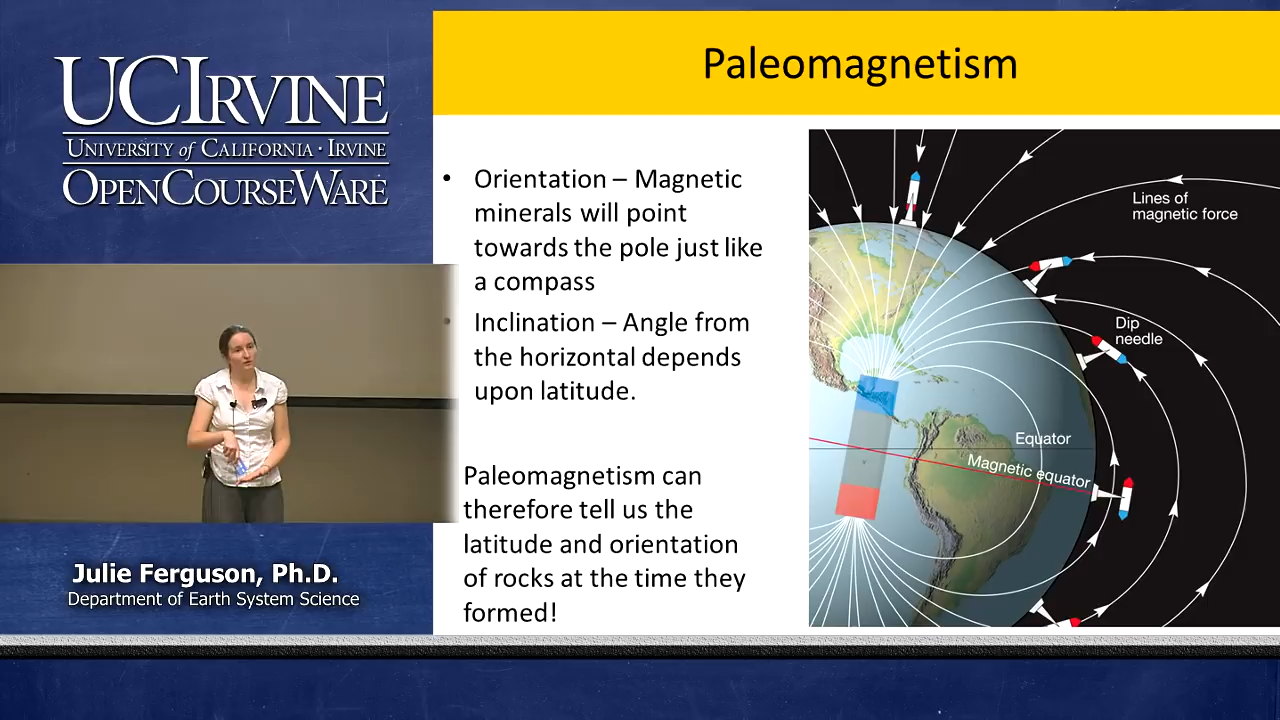 UCIRVINE
UNIVERSITY of CALIFORNIA · IRVINE
OPENCOURSEWARE
Paleomagnetism
• Orientation – Magnetic
minerals will point
towards the pole just like
a compass
• Inclination – Angle from
the horizontal depends
upon latitude.
Paleomagnetism can
therefore tell us the
latitude and orientation
of rocks at the time they
formed!
Lines of
magnetic force
Dip
needle
Equator
Magnetic equator
Julie Ferguson, Ph.D.
Department of Earth System Science